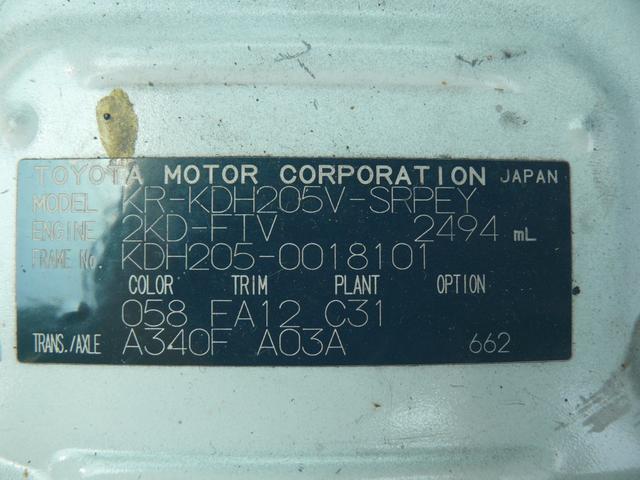 TOYOTA MOTOR CORPORATION JAPAN
MODEL KR-KDH205V-SRPEY
ENGINE 2KD-FTV 2494 mL
FRAME No. KDH205-0018101
COLOR TRIM PLANT OPTION
058 FA12 C31
TRANS./AXLE A340F A03A 662